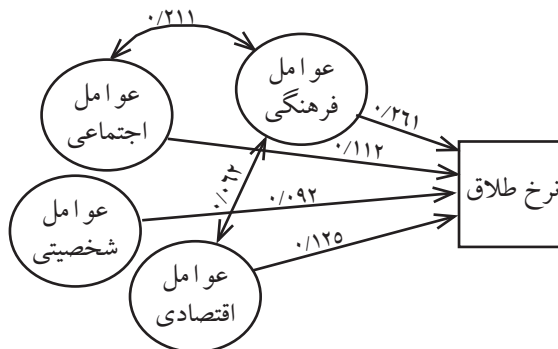 ۰/۲۱۱
عوامل
فرهنگی
عوامل
اجتماعی
۰/۲۶۱
۰/۱۱۲
نرخ طلاق
۰/۰۶۲
۰/۰۹۲
عوامل
شخصیتی
۰/۱۲۵
عوامل
اقتصادی